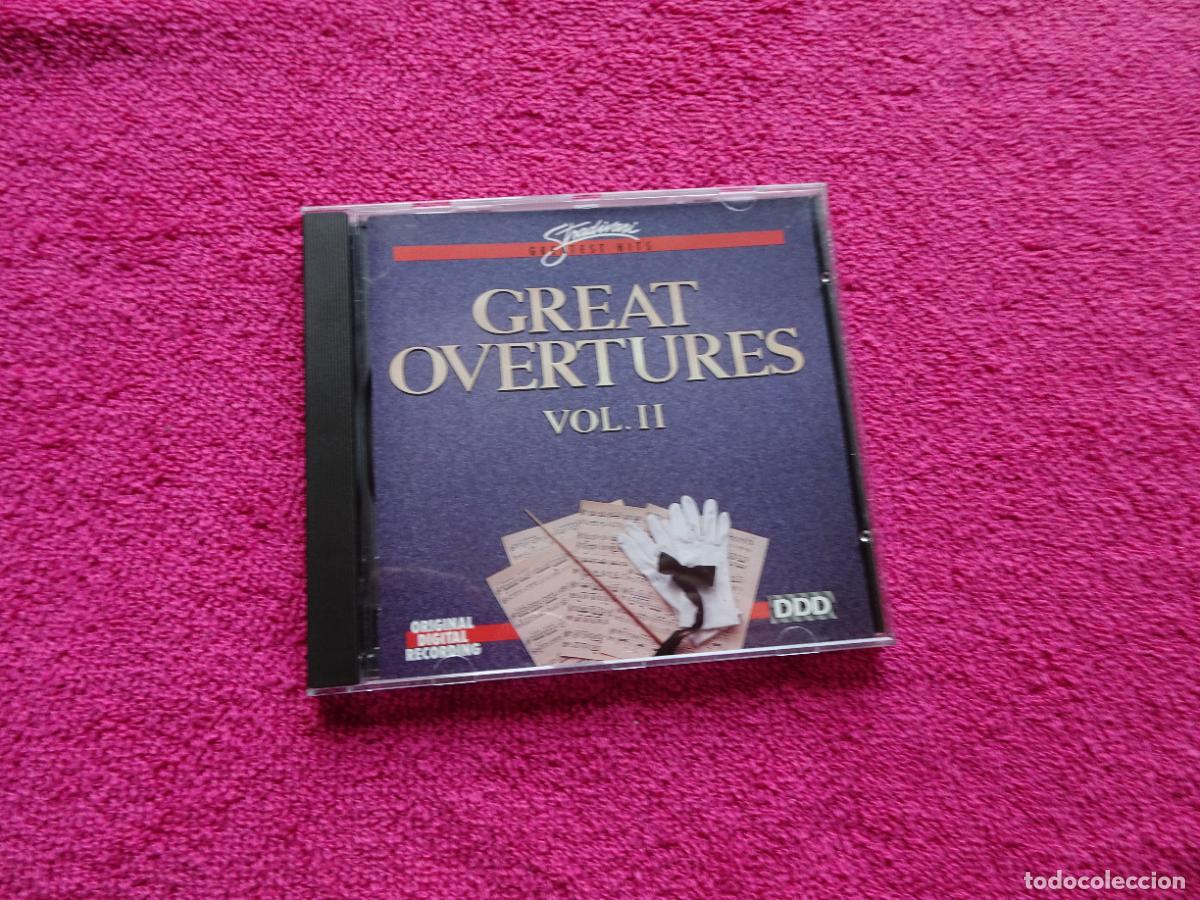 Stradivari
GREATEST HITS
GREAT
OVERTURES
VOL. II
ORIGINAL
DIGITAL
RECORDING
DDD
todocoleccion